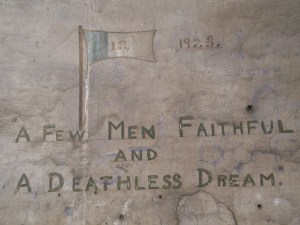 I.R. 1923.
A FEW MEN FAITHFUL
AND
A DEATHLESS DREAM.